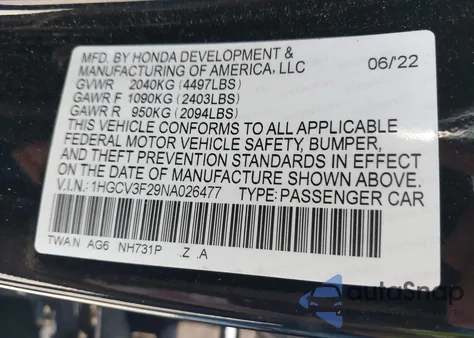 MFD. BY HONDA DEVELOPMENT &
MANUFACTURING OF AMERICA, LLC 06/22
GVWR 2040KG (4497LBS)
GAWR F 1090KG (2403LBS)
GAWR R 950KG (2094LBS)
THIS VEHICLE CONFORMS TO ALL APPLICABLE
FEDERAL MOTOR VEHICLE SAFETY, BUMPER,
AND THEFT PREVENTION STANDARDS IN EFFECT
ON THE DATE OF MANUFACTURE SHOWN ABOVE.
V.I.N.: 1HGCV3F29NA026477 TYPE: PASSENGER CAR
TWAN AG6 NH731P .Z .A
autoSnap